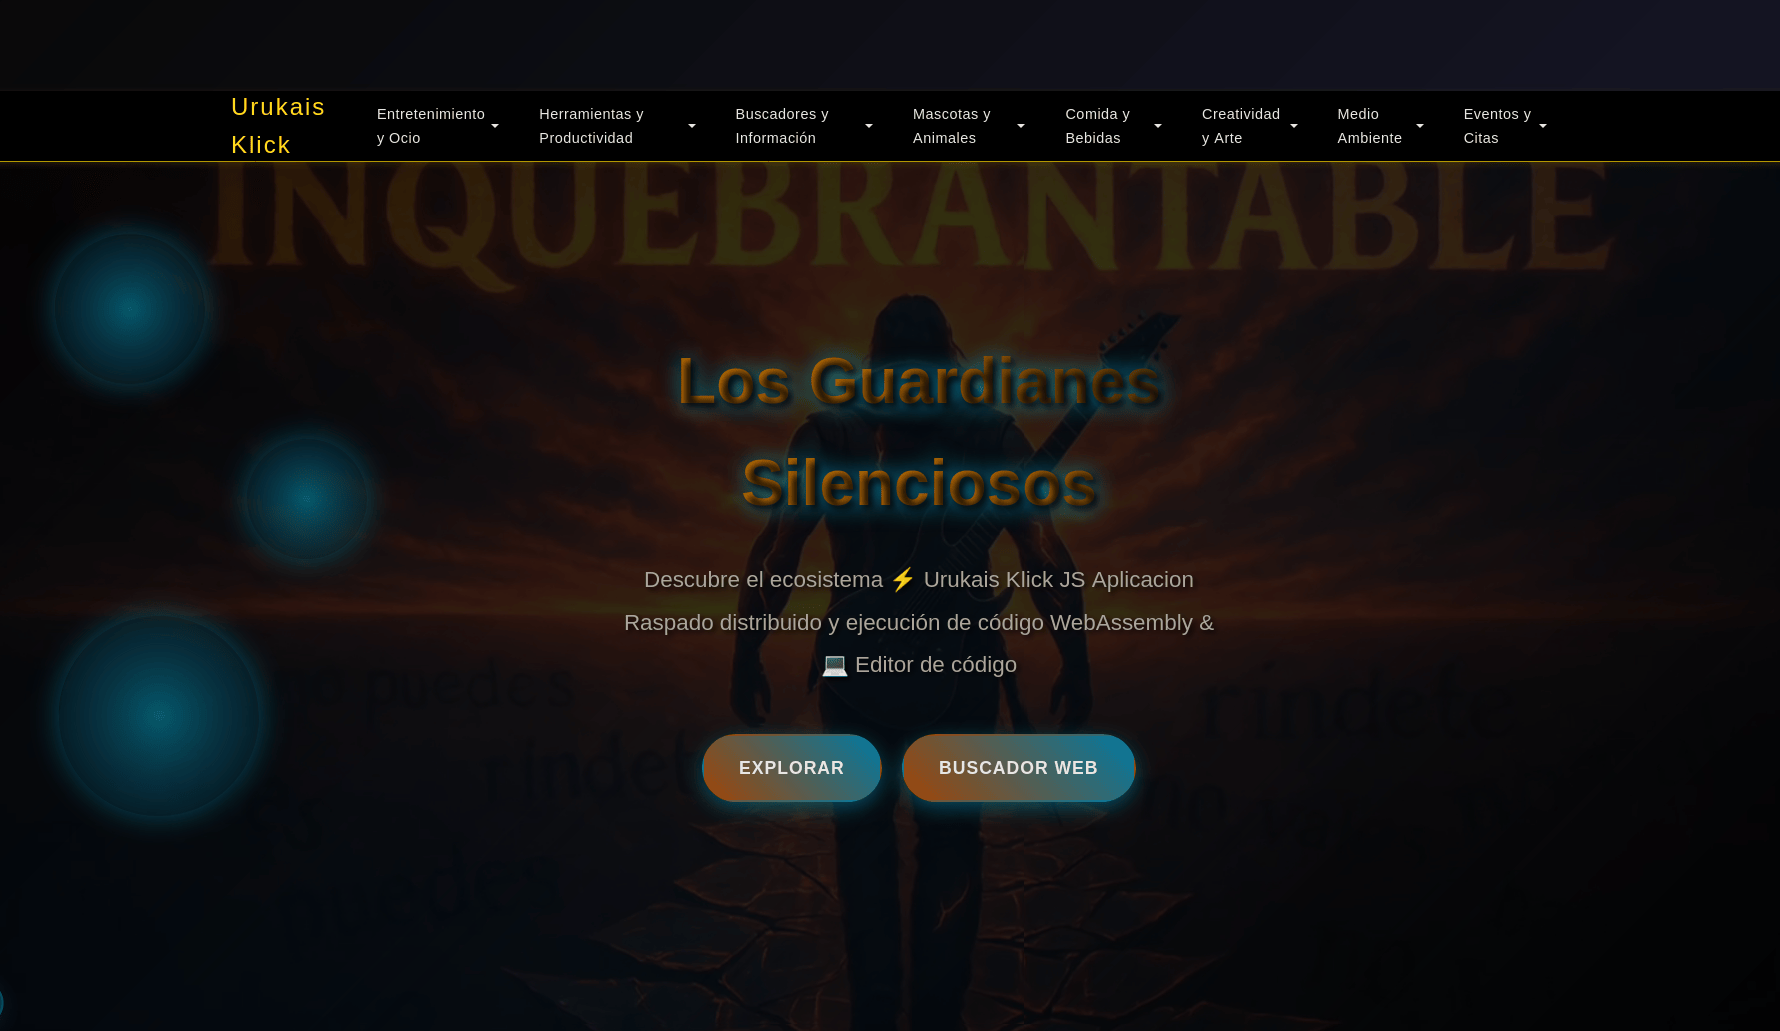 Urukais
Klick
Entretenimiento
y Ocio
Herramientas y
Productividad
Buscadores y
Información
Mascotas y
Animales
Comida y
Bebidas
Creatividad
y Arte
Medio
Ambiente
Eventos y
Citas
INQUEBRANTABLE
Los Guardianes
Silenciosos
Descubre el ecosistema ⚡ Urukais Klick JS Aplicacion
Raspado distribuido y ejecución de código WebAssembly &
💻 Editor de código
no puedes
EXPLORAR
BUSCADOR WEB